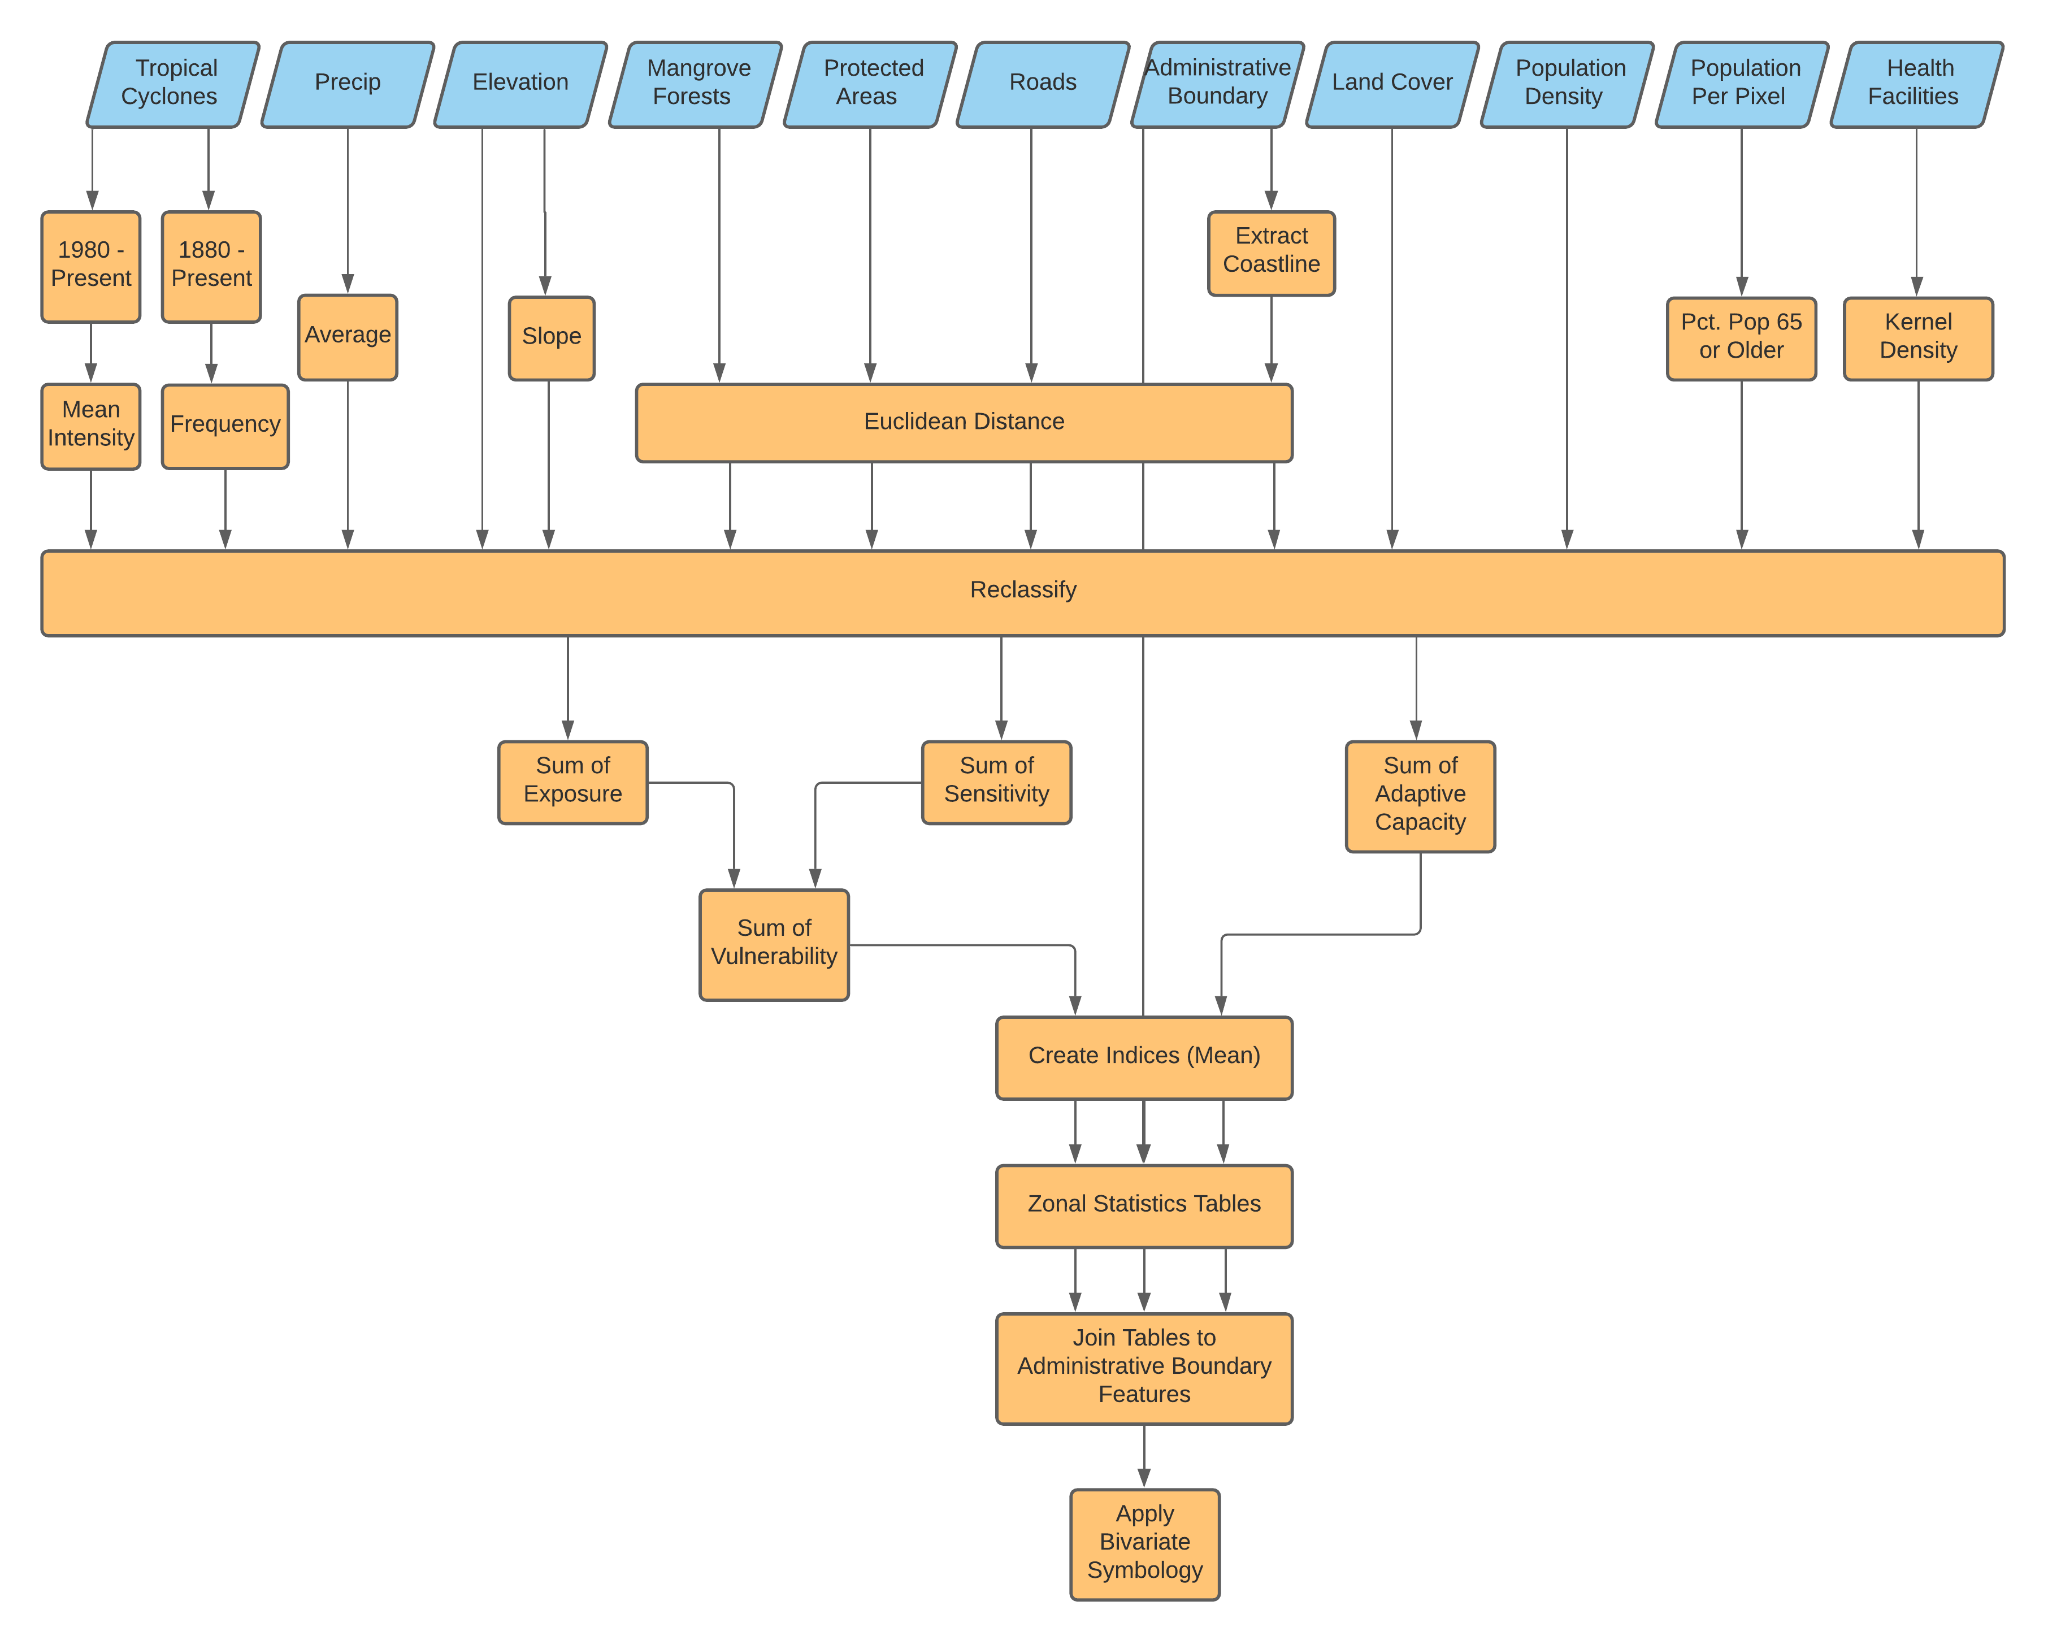 Tropical
Cyclones
Precip
Elevation
Mangrove
Forests
Protected
Areas
Roads
Administrative
Boundary
Land Cover
Population
Density
Population
Per Pixel
Health
Facilities
1980 -
Present
1880 -
Present
Extract
Coastline
Average
Slope
Pct. Pop 65
or Older
Kernel
Density
Mean
Intensity
Frequency
Euclidean Distance
Reclassify
Sum of
Exposure
Sum of
Sensitivity
Sum of
Adaptive
Capacity
Sum of
Vulnerability
Create Indices (Mean)
Zonal Statistics Tables
Join Tables to
Administrative Boundary
Features
Apply
Bivariate
Symbology